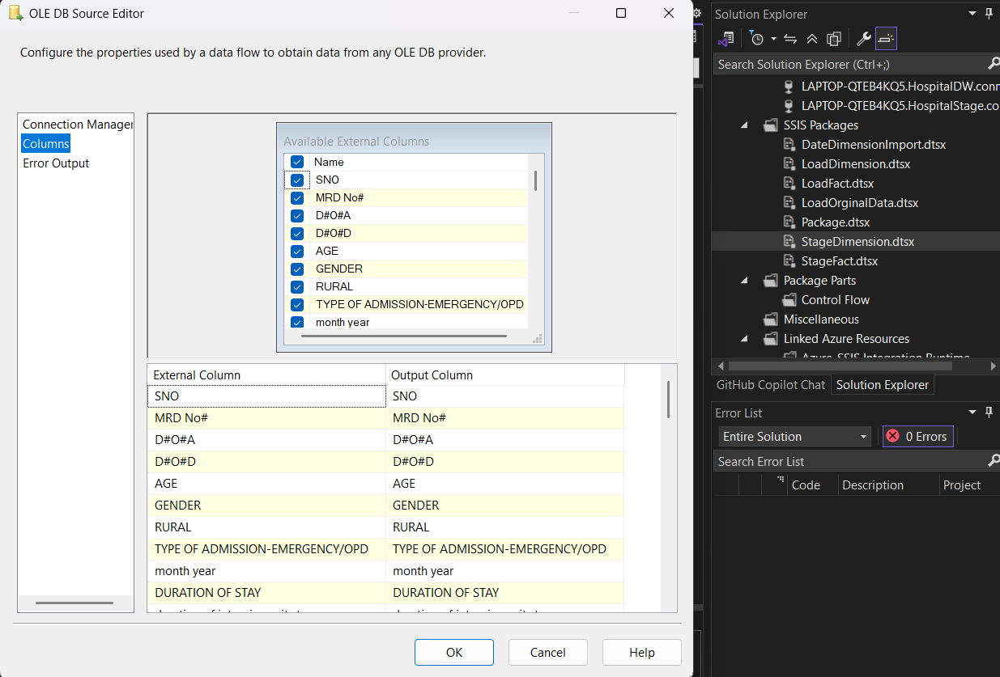 OLE DB Source Editor
Configure the properties used by a data flow to obtain data from any OLE DB provider.
Connection Manager
Columns
Error Output
Available External Columns
Name
SNO
MRD No#
D#O#A
D#O#D
AGE
GENDER
RURAL
TYPE OF ADMISSION-EMERGENCY/OPD
month year
External Column Output Column
SNO SNO
MRD No# MRD No#
D#O#A D#O#A
D#O#D D#O#D
AGE AGE
GENDER GENDER
RURAL RURAL
TYPE OF ADMISSION-EMERGENCY/OPD TYPE OF ADMISSION-EMERGENCY/OPD
month year month year
DURATION OF STAY DURATION OF STAY
OK Cancel Help
Solution Explorer
Search Solution Explorer (Ctrl+;)
LAPTOP-QTEB4KQ5.HospitalDW.conn
LAPTOP-QTEB4KQ5.HospitalStage.co
SSIS Packages
DateDimensionImport.dtsx
LoadDimension.dtsx
LoadFact.dtsx
LoadOrginalData.dtsx
Package.dtsx
StageDimension.dtsx
StageFact.dtsx
Package Parts
Control Flow
Miscellaneous
Linked Azure Resources
Azure-SSIS Integration Runtime
GitHub Copilot Chat Solution Explorer
Error List
Entire Solution 0 Errors
Search Error List
Code Description Project